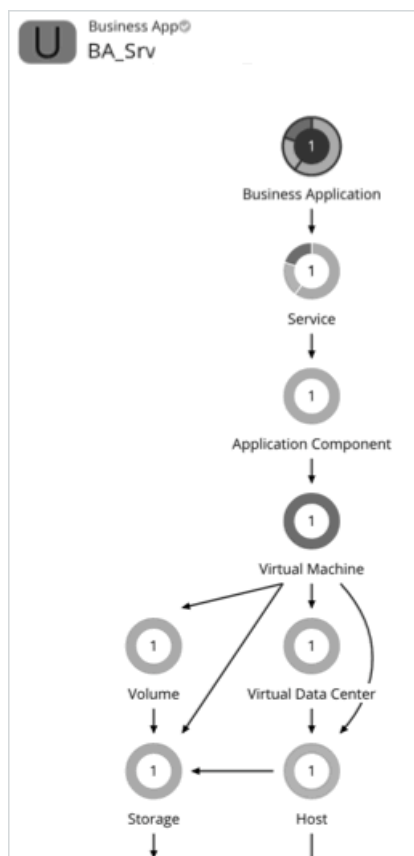 U
Business App
BA_Srv
1
Business Application
1
Service
1
Application Component
1
Virtual Machine
1
1
Volume
Virtual Data Center
1
1
Storage
Host